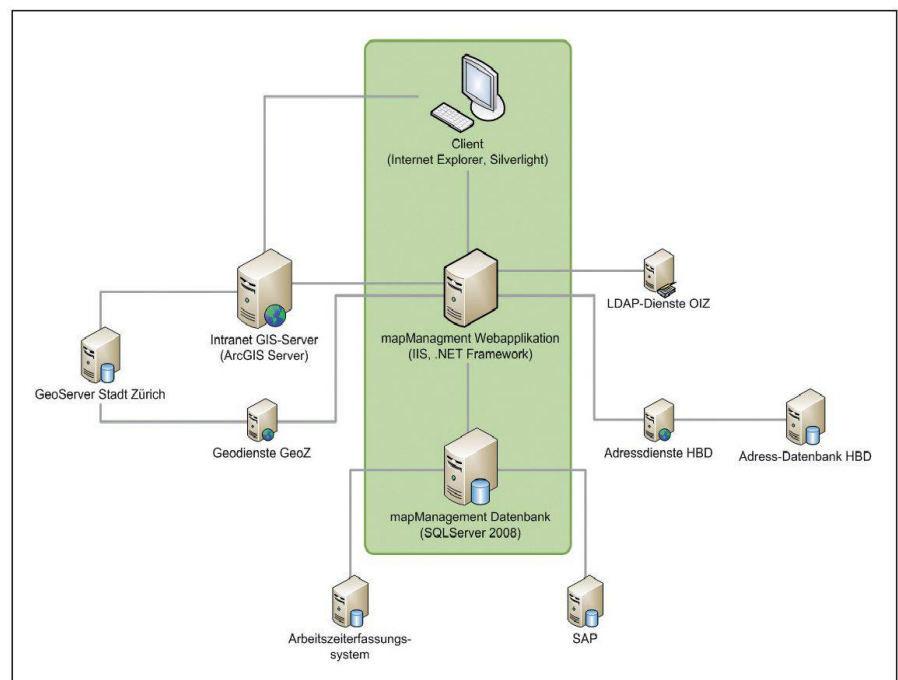 Client
(Internet Explorer, Silverlight)
LDAP-Dienste OIZ
Intranet GIS-Server
(ArcGIS Server)
mapManagment Webapplikation
(IIS, .NET Framework)
GeoServer Stadt Zürich
Geodienste GeoZ
Adressdienste HBD
Adress-Datenbank HBD
mapManagement Datenbank
(SQLServer 2008)
Arbeitszeiterfassungs-
system
SAP